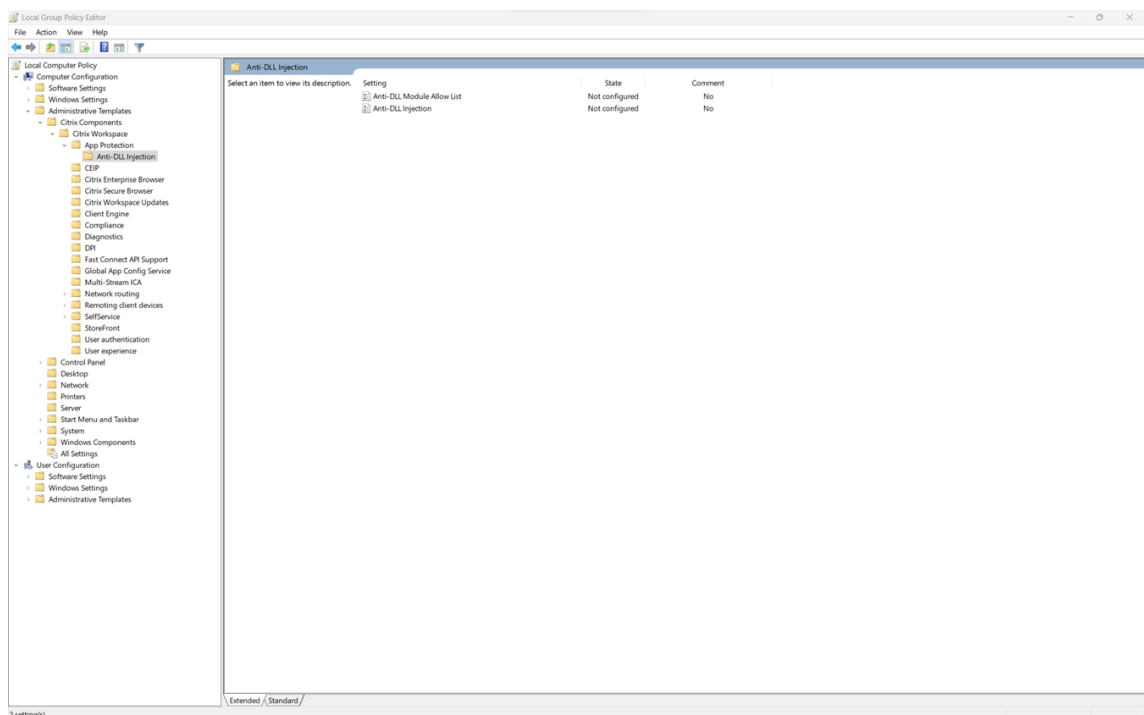 Local Group Policy Editor
File Action View Help
Local Computer Policy
Computer Configuration
Software Settings
Windows Settings
Administrative Templates
Citrix Components
Citrix Workspace
App Protection
Anti-DLL Injection
CEIP
Citrix Enterprise Browser
Citrix Secure Browser
Citrix Workspace Updates
Client Engine
Compliance
Diagnostics
DPI
Fast Connect API Support
Global App Config Service
Multi-Stream ICA
Network routing
Remoting client devices
SelfService
StoreFront
User authentication
User experience
Control Panel
Desktop
Network
Printers
Server
Start Menu and Taskbar
System
Windows Components
All Settings
User Configuration
Software Settings
Windows Settings
Administrative Templates
Anti-DLL Injection
Select an item to view its description.
Setting State Comment
Anti-DLL Module Allow List Not configured No
Anti-DLL Injection Not configured No
Extended Standard
2 setting(s)